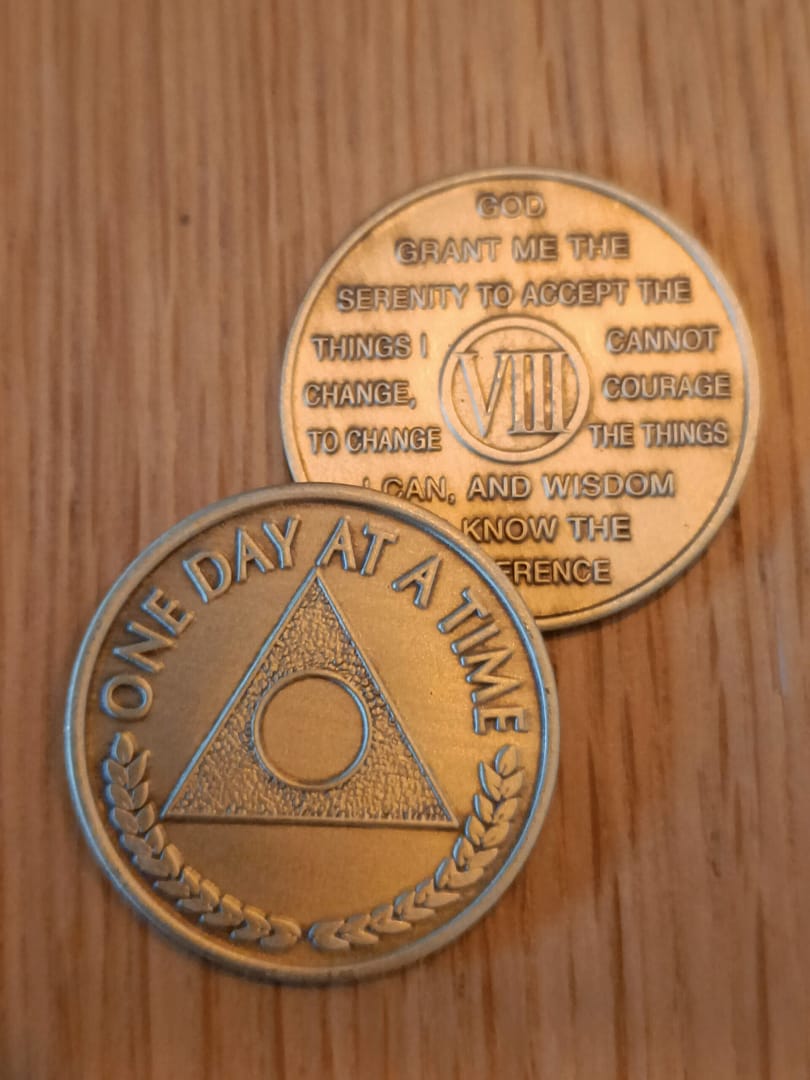 GOD
GRANT ME THE
SERENITY TO ACCEPT THE
THINGS I CANNOT
CHANGE, COURAGE
TO CHANGE THE THINGS
VIII
I CAN, AND WISDOM
KNOW THE
ONE DAY AT A TIME